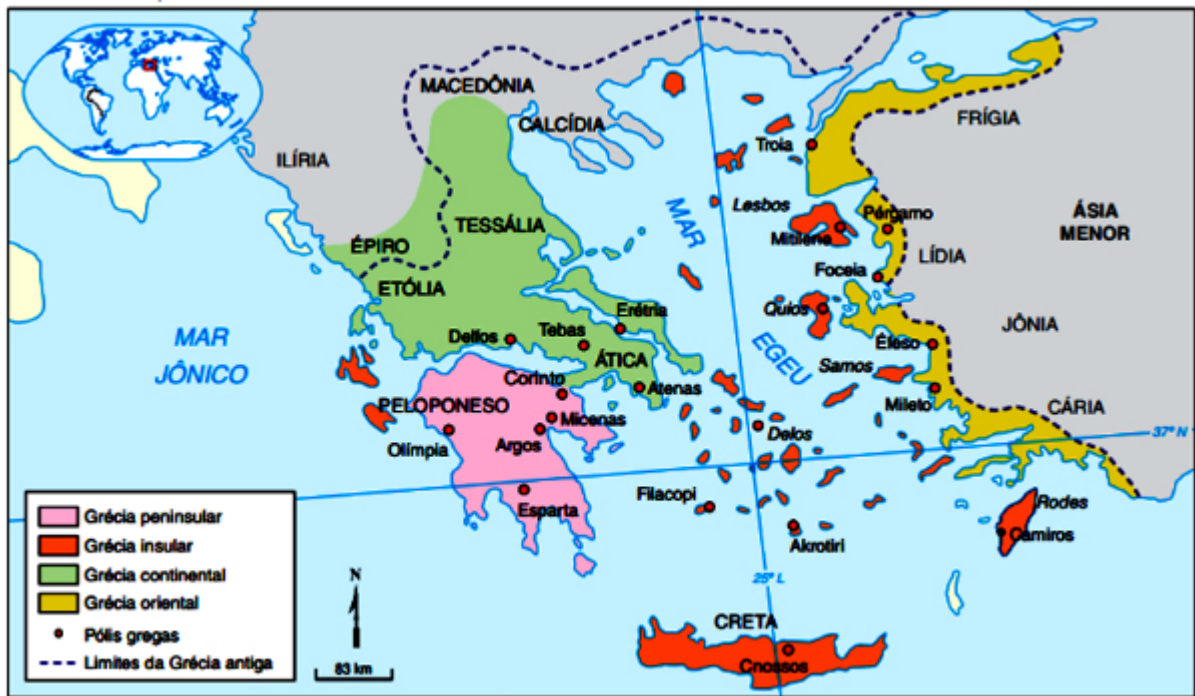 MACEDÔNIA
CALCÍDIA
FRÍGIA
Troia
ILÍRIA
TESSÁLIA
MAR
Lesbos
Mitilene
Pérgamo
ÁSIA
MENOR
ÉPIRO
LÍDIA
ETÓLIA
Foceia
Quios
JÔNIA
MAR
JÔNICO
Delfos
Tebas
Erétria
EGEU
ÁTICA
Éfeso
Samos
Corinto
Atenas
PELOPONESO
Micenas
Mileto
CÁRIA
Olímpia
Argos
Delos
37º N
Filacopi
Esparta
Akrotiri
Rodes
Camiros
25º L
CRETA
Cnossos
Grécia peninsular
Grécia insular
Grécia continental
Grécia oriental
Pólis gregas
Limites da Grécia antiga
N
83 km